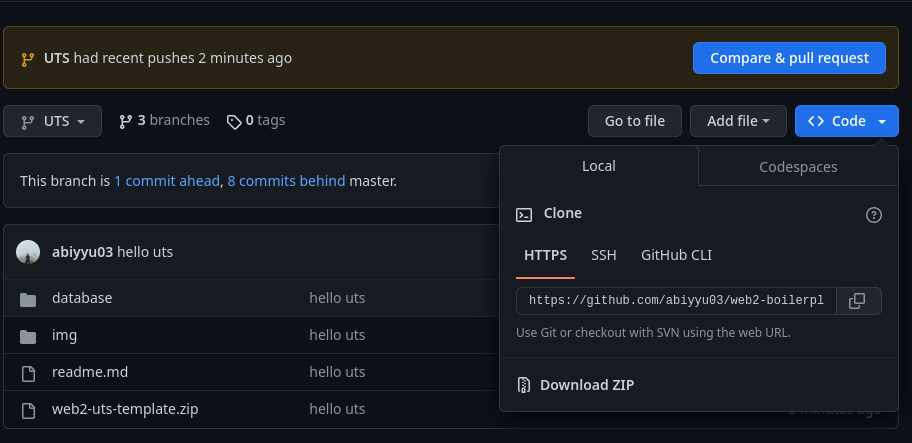 UTS had recent pushes 2 minutes ago
Compare & pull request
UTS
3 branches
0 tags
Go to file
Add file
Code
This branch is 1 commit ahead, 8 commits behind master.
Local
Codespaces
Clone
HTTPS
SSH
GitHub CLI
https://github.com/abiyyu03/web2-boilerpl
Use Git or checkout with SVN using the web URL.
Download ZIP
abiyyu03 hello uts
database
hello uts
img
hello uts
readme.md
hello uts
web2-uts-template.zip
hello uts
minutes ago